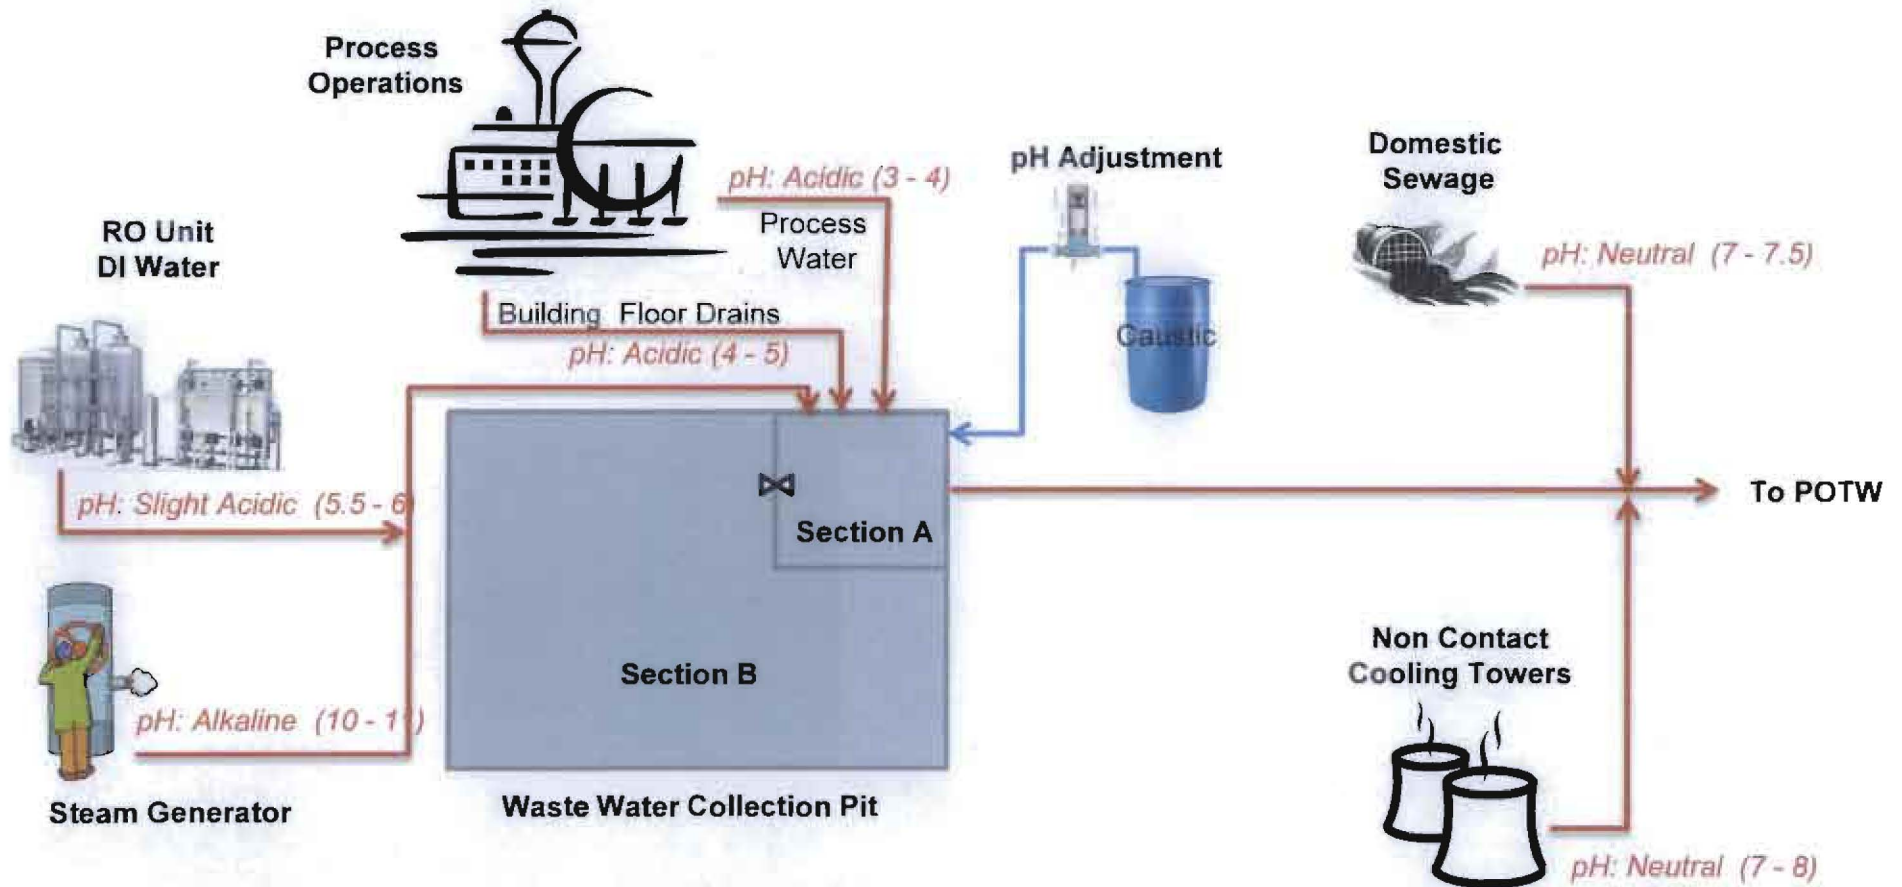 Process
Operations
pH: Acidic (3 - 4)
Process
Water
pH Adjustment
Domestic
Sewage
RO Unit
DI Water
pH: Neutral (7 - 7.5)
Building Floor Drains
pH: Acidic (4 - 5)
Caustic
pH: Slight Acidic (5.5 - 6)
To POTW
Section A
Section B
Non Contact
Cooling Towers
pH: Alkaline (10 - 11)
Steam Generator
Waste Water Collection Pit
pH: Neutral (7 - 8)